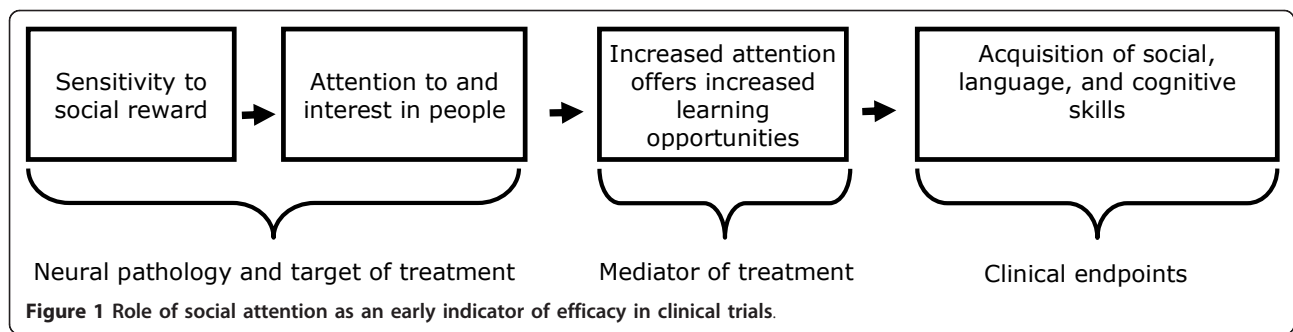 Sensitivity to
social reward
Attention to and
interest in people
Increased attention
offers increased
learning
opportunities
Acquisition of social,
language, and cognitive
skills
Neural pathology and target of treatment
Mediator of treatment
Clinical endpoints
Figure 1 Role of social attention as an early indicator of efficacy in clinical trials.